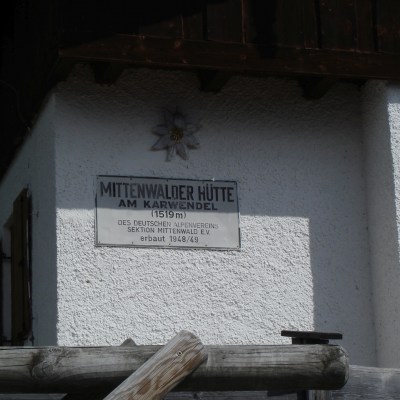 MITTENWALDER HÜTTE
AM KARWENDEL
(1519m)
DES DEUTSCHEN ALPENVEREINS
SEKTION MITTENWALD E.V.
erbaut 1948/49